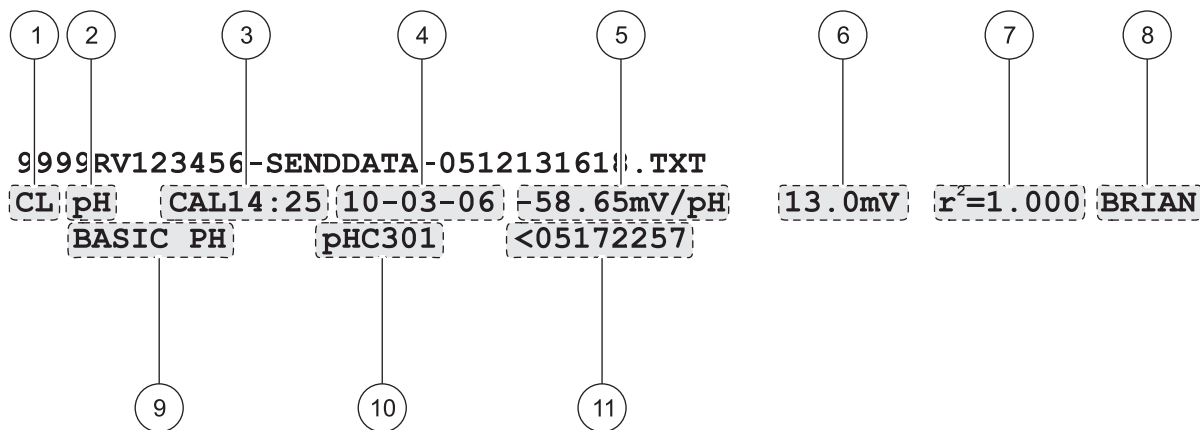 1 2 3 4 5 6 7 8
9999RV123456-SENDDATA-0512131618.TXT
CL pH CAL14:25 10-03-06 -58.65mV/pH 13.0mV r²=1.000 BRIAN
BASIC PH pHC301 <05172257
9 10 11